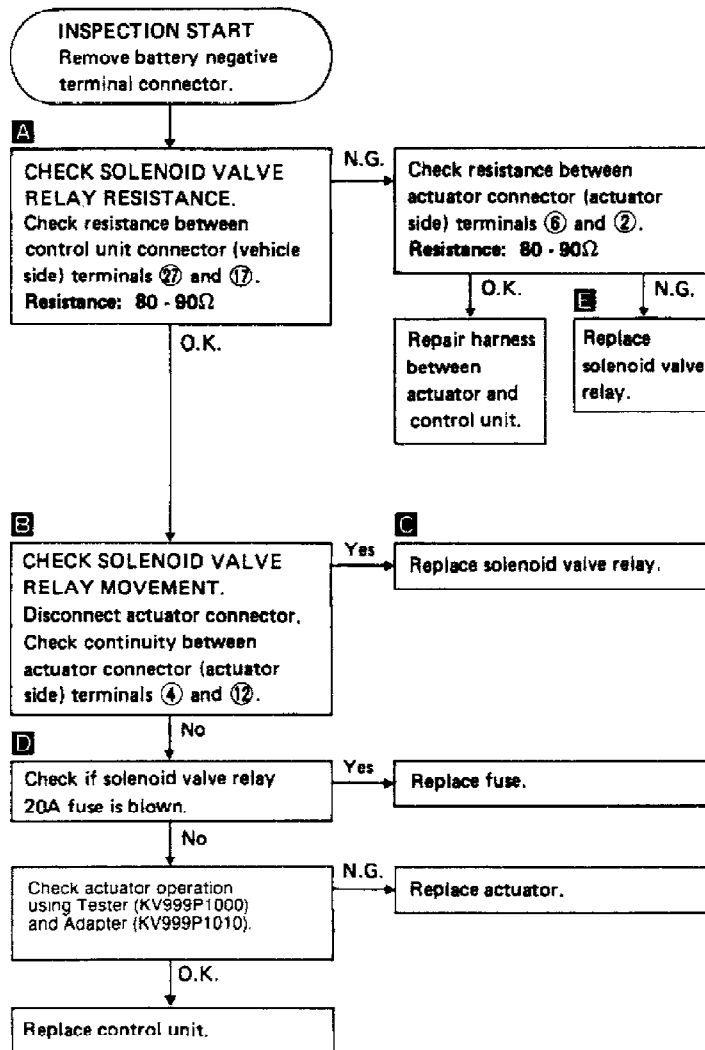 INSPECTION START
Remove battery negative
terminal connector.
A
CHECK SOLENOID VALVE
RELAY RESISTANCE.
Check resistance between
control unit connector (vehicle
side) terminals ㉗ and ⑰.
Resistance: 80 - 90Ω
N.G.
Check resistance between
actuator connector (actuator
side) terminals ⑥ and ②.
Resistance: 80 - 90Ω
O.K.
Repair harness
between
actuator and
control unit.
E
N.G.
Replace
solenoid valve
relay.
O.K.
B
CHECK SOLENOID VALVE
RELAY MOVEMENT.
Disconnect actuator connector.
Check continuity between
actuator connector (actuator
side) terminals ④ and ⑫.
Yes
C
Replace solenoid valve relay.
No
D
Check if solenoid valve relay
20A fuse is blown.
Yes
Replace fuse.
No
Check actuator operation
using Tester (KV999P1000)
and Adapter (KV999P1010).
N.G.
Replace actuator.
O.K.
Replace control unit.